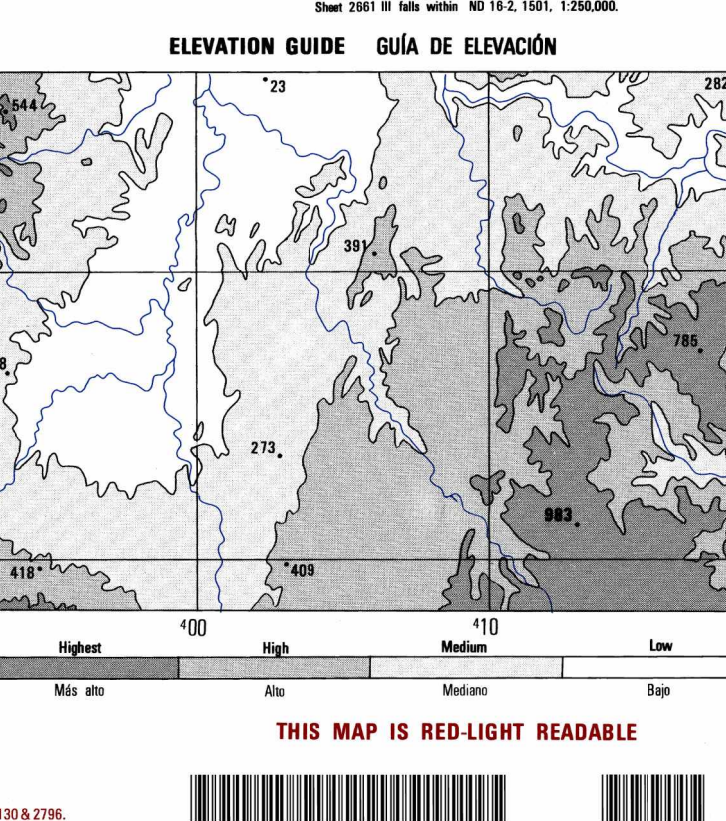 Sheet 2661 III falls within ND 16-2, 1501, 1:250,000.
ELEVATION GUIDE GUÍA DE ELEVACIÓN
23
282
544
391
785
8
273
983
418
409
400
410
Highest High Medium Low
Más alto Alto Mediano Bajo
THIS MAP IS RED-LIGHT READABLE
130 & 2796.